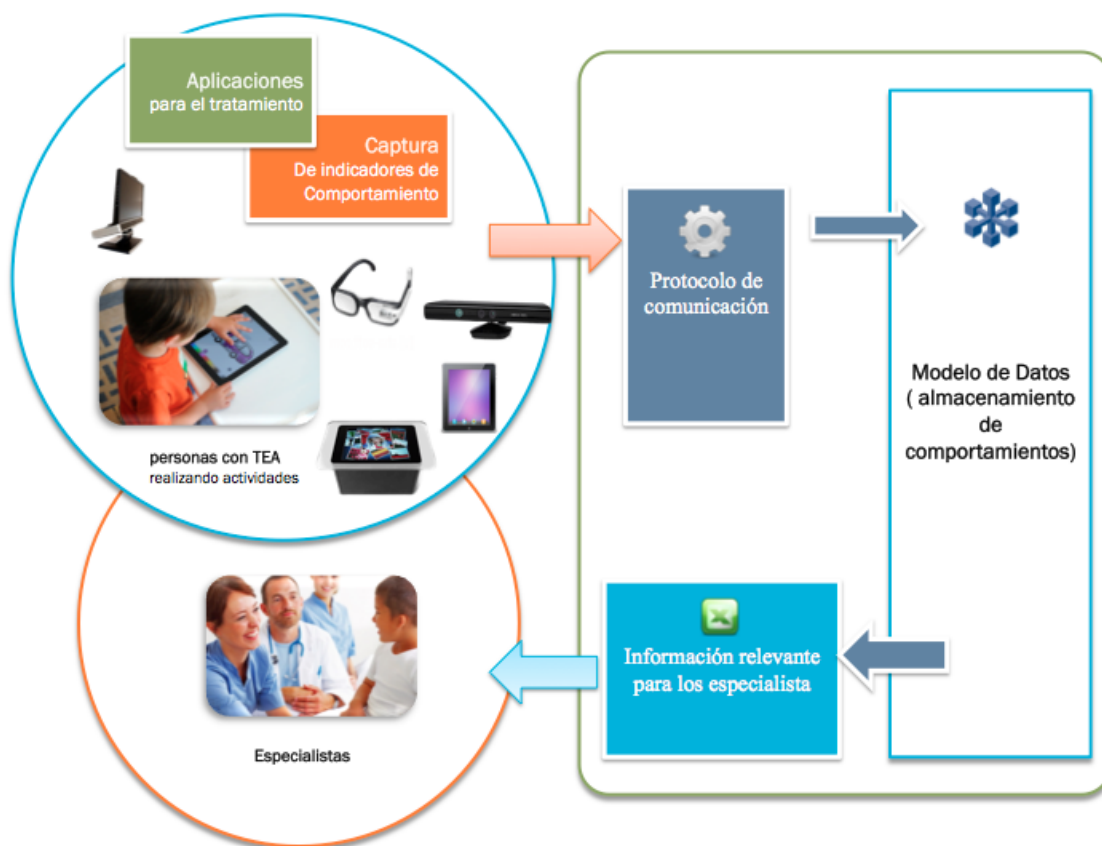 Aplicaciones
para el tratamiento
Captura
De indicadores de
Comportamiento
personas con TEA
realizando actividades
Protocolo de
comunicación
Modelo de Datos
( almacenamiento
de
comportamientos)
Información relevante
para los especialista
Especialistas